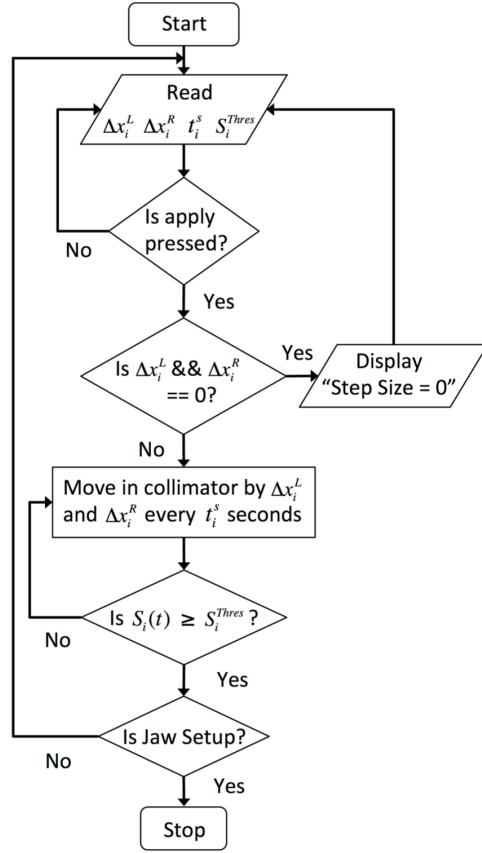 Start
Read
Δx_i^L Δx_i^R t_i^s S_i^Thres
Is apply
pressed?
No
Yes
Is Δx_i^L && Δx_i^R
== 0?
Yes
Display
“Step Size = 0”
No
Move in collimator by Δx_i^L
and Δx_i^R every t_i^s seconds
Is S_i(t) ≥ S_i^Thres ?
No
Yes
Is Jaw Setup?
No
Yes
Stop